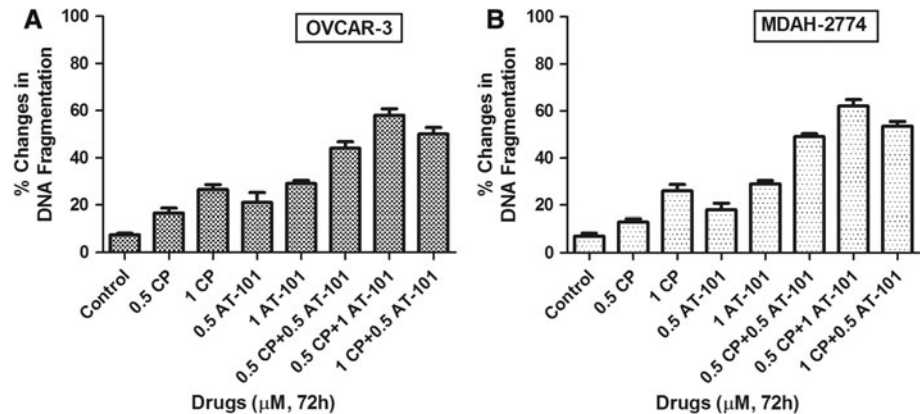 A
OVCAR-3
% Changes in
DNA Fragmentation
100
80
60
40
20
0
Control
0.5 CP
1 CP
0.5 AT-101
1 AT-101
0.5 CP+0.5 AT-101
0.5 CP+1 AT-101
1 CP+0.5 AT-101
Drugs (μM, 72h)
B
MDAH-2774
% Changes in
DNA Fragmentation
100
80
60
40
20
0
Control
0.5 CP
1 CP
0.5 AT-101
1 AT-101
0.5 CP+0.5 AT-101
0.5 CP+1 AT-101
1 CP+0.5 AT-101
Drugs (μM, 72h)